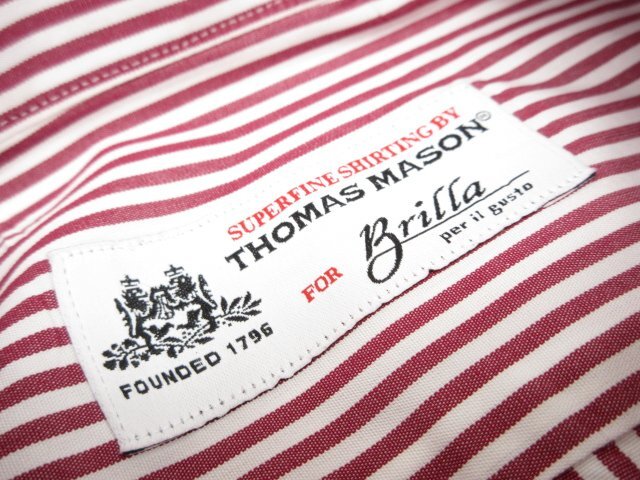 SUPERFINE SHIRTING BY
THOMAS MASON®
FOR Brilla
per il gusto
FOUNDED 1796